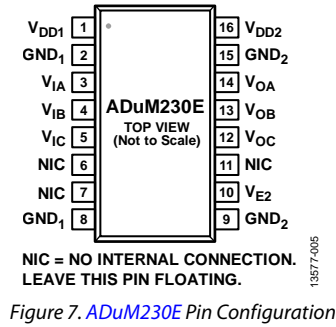 VDD1 1 16 VDD2
GND1 2 15 GND2
VIA 3 14 VOA
VIB 4 ADuM230E 13 VOB
VIC 5 TOP VIEW (Not to Scale) 12 VOC
NIC 6 11 NIC
NIC 7 10 VE2
GND1 8 9 GND2
NIC = NO INTERNAL CONNECTION.
LEAVE THIS PIN FLOATING.
13577-005
Figure 7. ADuM230E Pin Configuration